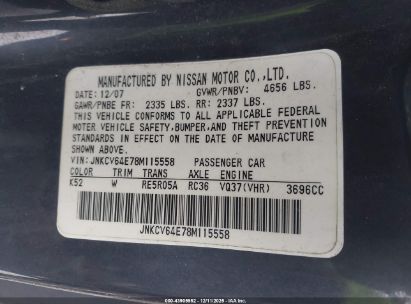 MANUFACTURED BY NISSAN MOTOR CO.,LTD.
DATE: 12/07 GVWR/PNBV: 4656 LBS.
GAWR/PNBE FR: 2335 LBS. RR: 2337 LBS.
THIS VEHICLE CONFORMS TO ALL APPLICABLE FEDERAL
MOTOR VEHICLE SAFETY, BUMPER, AND THEFT PREVENTION
STANDARDS IN EFFECT ON THE DATE OF MANUFACTURE
SHOWN ABOVE.
VIN: JNKCV64E78M115558 PASSENGER CAR
COLOR TRIM TRANS AXLE ENGINE
K52 W RE5R05A RC36 VQ37(VHR) 3696CC
JNKCV64E78M115558